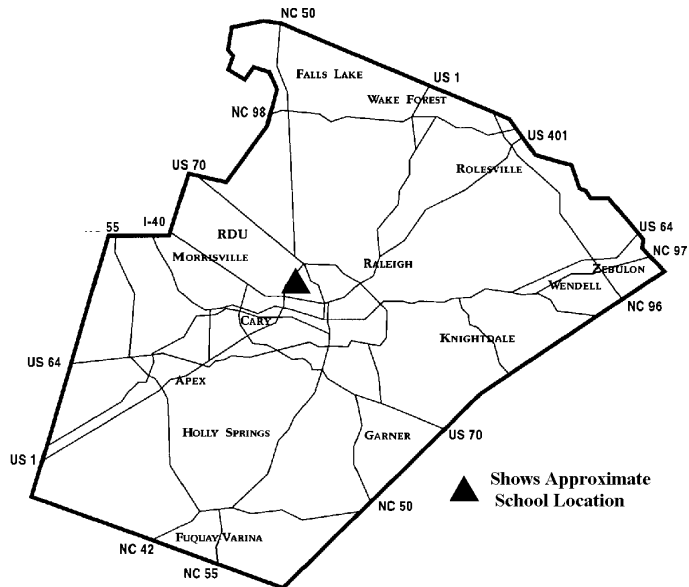 NC 50
FALLS LAKE
US 1
WAKE FOREST
NC 98
US 401
US 70
ROLESVILLE
55
I-40
RDU
US 64
MORRISVILLE
RALEIGH
NC 97
ZEBULON
WENDELL
NC 96
CARY
KNIGHTDALE
US 64
APEX
HOLLY SPRINGS
GARNER
US 70
US 1
Shows Approximate
School Location
NC 50
FUQUAY VARINA
NC 42
NC 55